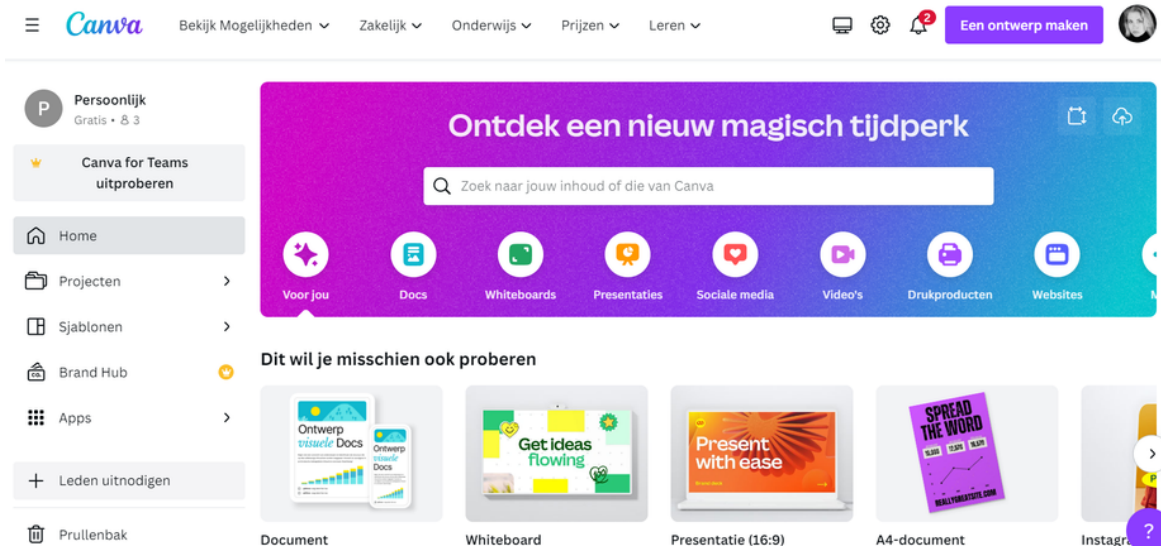 Canva
Bekijk Mogelijkheden
Zakelijk
Onderwijs
Prijzen
Leren
2
Een ontwerp maken
P
Persoonlijk
Gratis • 3
Canva for Teams
uitproberen
Home
Projecten
Sjablonen
Brand Hub
Apps
Leden uitnodigen
Prullenbak
Ontdek een nieuw magisch tijdperk
Zoek naar jouw inhoud of die van Canva
Voor jou
Docs
Whiteboards
Presentaties
Sociale media
Video's
Drukproducten
Websites
Dit wil je misschien ook proberen
Ontwerp
visuele Docs
Ontwerp
visuele
Docs
Document
Get ideas
flowing
Whiteboard
Present
with ease
Presentatie (16:9)
SPREAD
THE WORD
REALLYGREATSITE.COM
A4-document
Instagra
?